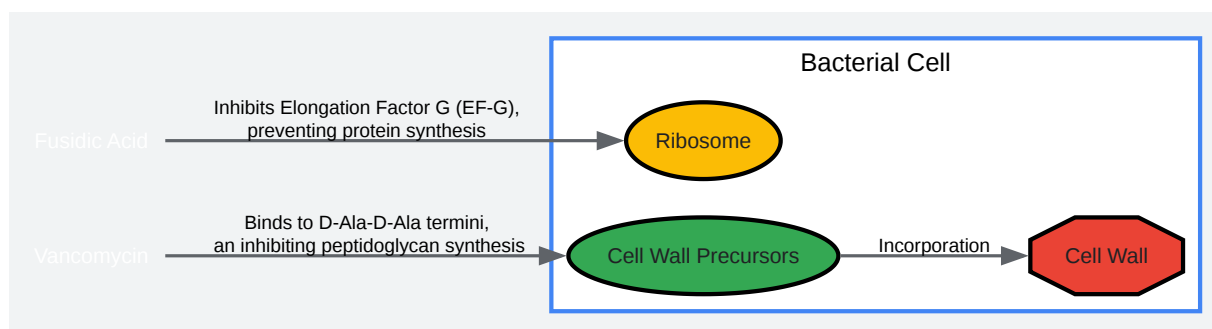 Bacterial Cell
Inhibits Elongation Factor G (EF-G),
preventing protein synthesis
Fusidic Acid
Ribosome
Binds to D-Ala-D-Ala termini,
an inhibiting peptidoglycan synthesis
Vancomycin
Cell Wall Precursors
Incorporation
Cell Wall